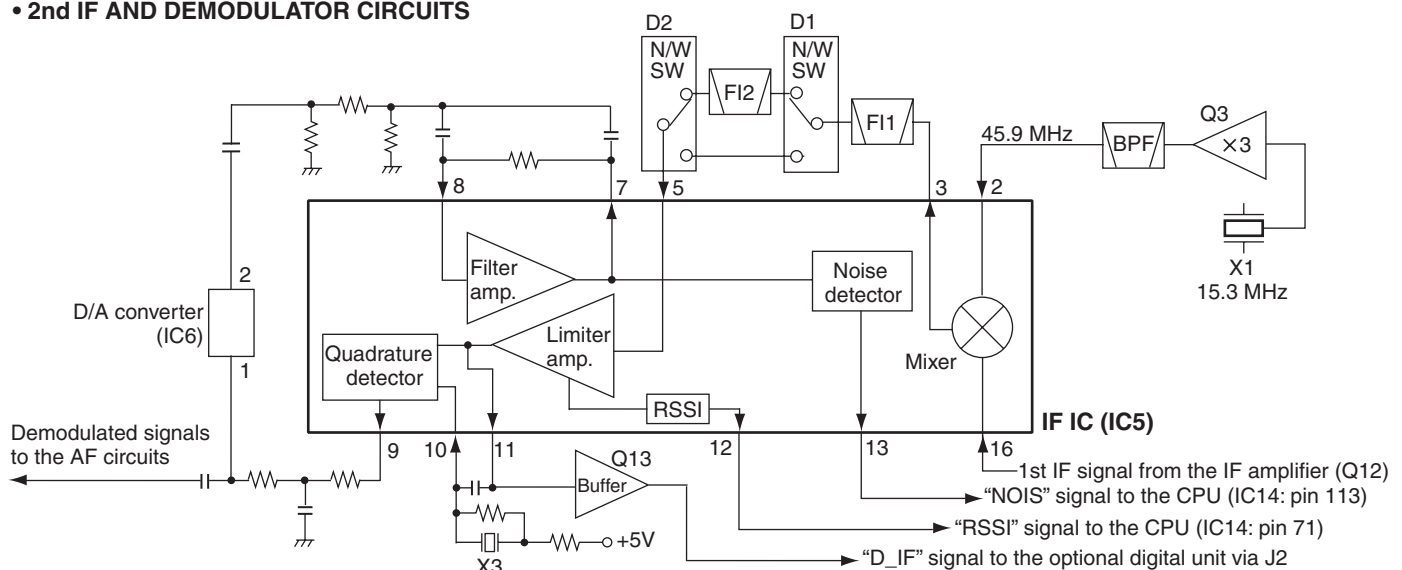 • 2nd IF AND DEMODULATOR CIRCUITS
D2
D1
N/W
SW
N/W
SW
FI2
FI1
Q3
45.9 MHz
BPF
×3
8
7
5
3
2
X1
15.3 MHz
Filter
amp.
Noise
detector
2
D/A converter
(IC6)
1
Limiter
amp.
Quadrature
detector
Mixer
RSSI
IF IC (IC5)
Demodulated signals
to the AF circuits
9
10
11
12
13
16
Q13
Buffer
1st IF signal from the IF amplifier (Q12)
“NOIS” signal to the CPU (IC14: pin 113)
“RSSI” signal to the CPU (IC14: pin 71)
+5V
“D_IF” signal to the optional digital unit via J2
X3